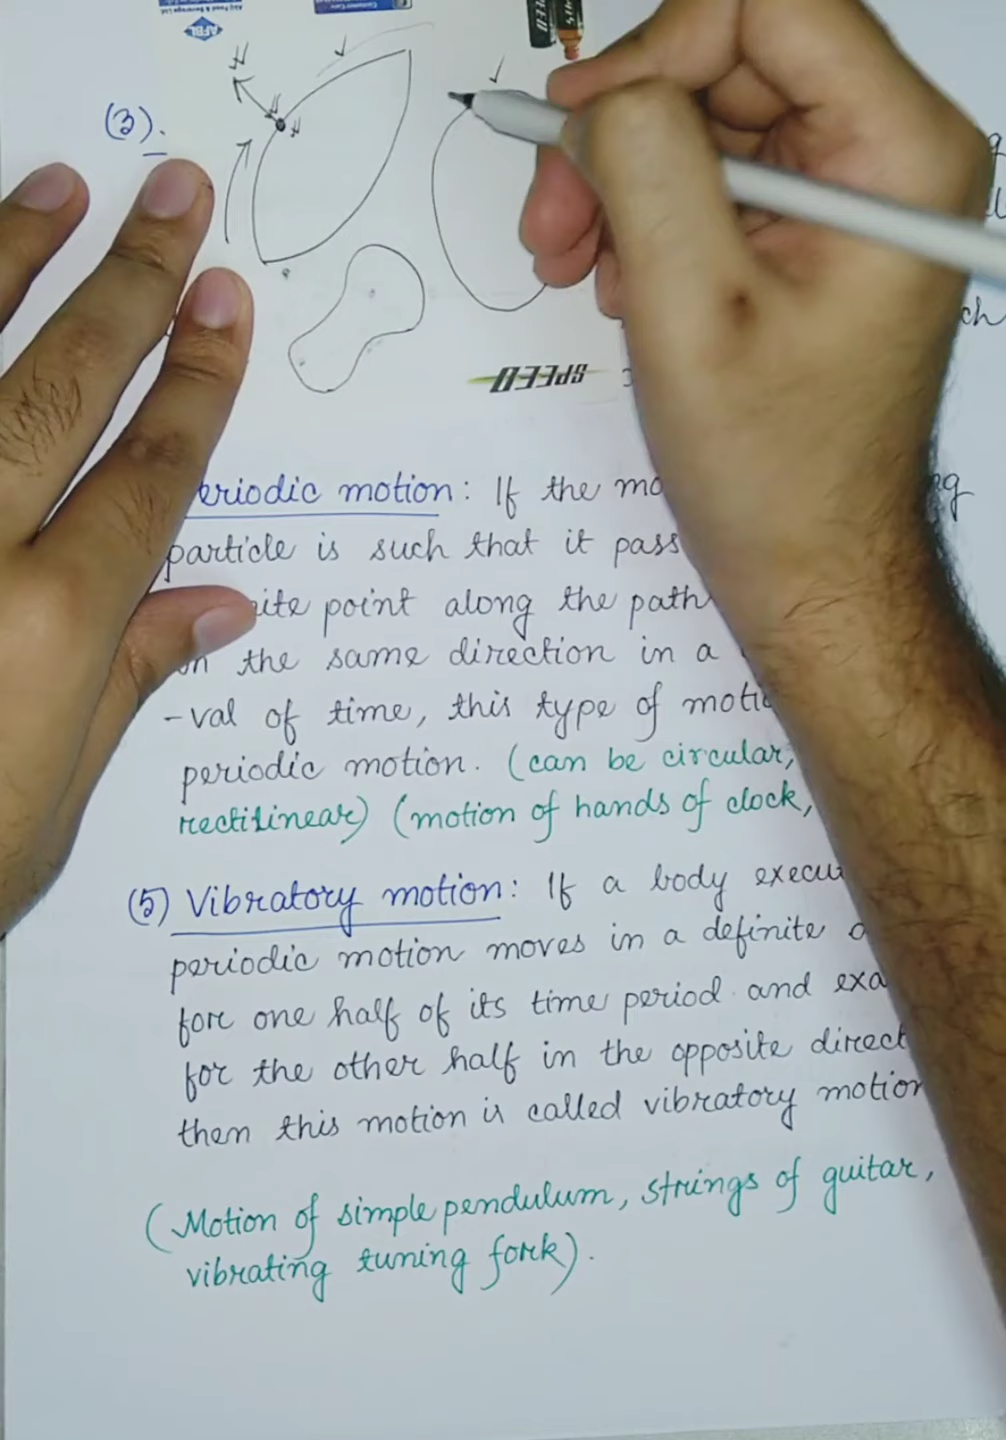 AFBL
(3).
SPEED
ch
eriodic motion: If the mo
particle is such that it pass
ite point along the path
on the same direction in a
-val of time, this type of moti
periodic motion. (can be circular,
rectilinear) (motion of hands of clock,
(5) Vibratory motion: If a body execu
periodic motion moves in a definite d
for one half of its time period and exa
for the other half in the opposite direct
then this motion is called vibratory motion
(Motion of simple pendulum, strings of guitar,
vibrating tuning fork).